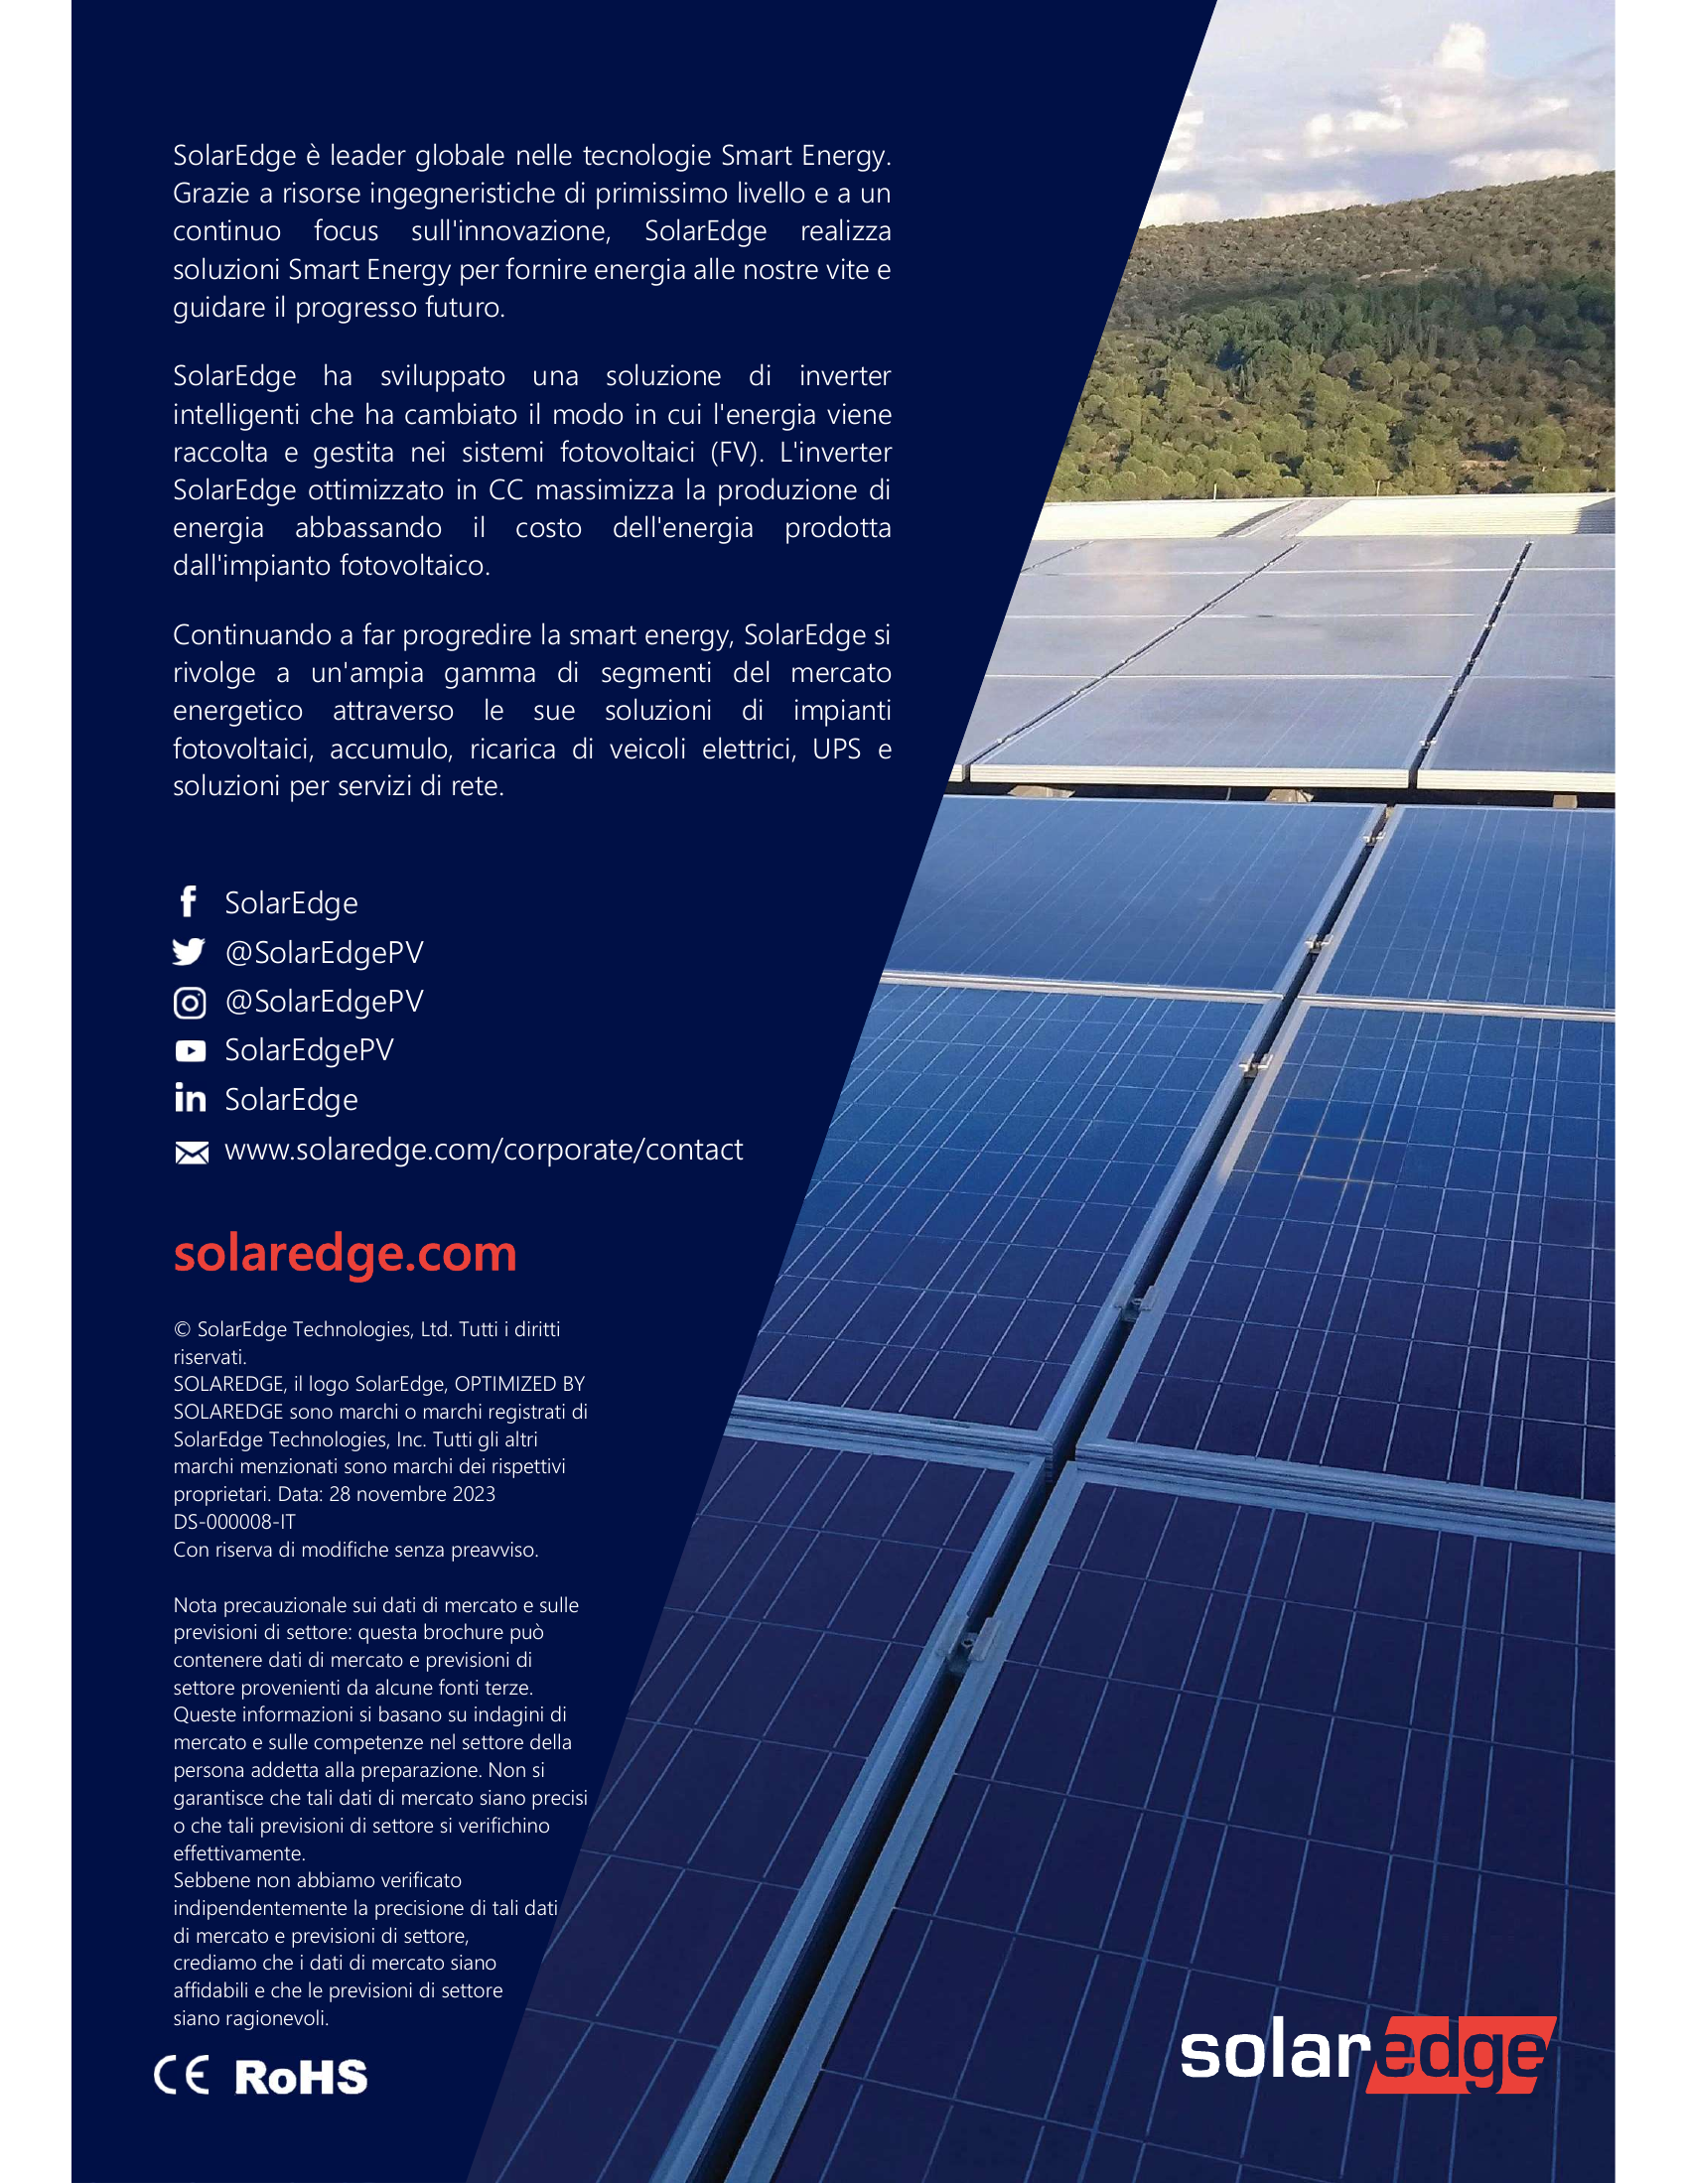 SolarEdge è leader globale nelle tecnologie Smart Energy.
Grazie a risorse ingegneristiche di primissimo livello e a un
continuo focus sull'innovazione, SolarEdge realizza
soluzioni Smart Energy per fornire energia alle nostre vite e
guidare il progresso futuro.
SolarEdge ha sviluppato una soluzione di inverter
intelligenti che ha cambiato il modo in cui l'energia viene
raccolta e gestita nei sistemi fotovoltaici (FV). L'inverter
SolarEdge ottimizzato in CC massimizza la produzione di
energia abbassando il costo dell'energia prodotta
dall'impianto fotovoltaico.
Continuando a far progredire la smart energy, SolarEdge si
rivolge a un'ampia gamma di segmenti del mercato
energetico attraverso le sue soluzioni di impianti
fotovoltaici, accumulo, ricarica di veicoli elettrici, UPS e
soluzioni per servizi di rete.
SolarEdge
@SolarEdgePV
@SolarEdgePV
SolarEdgePV
SolarEdge
www.solaredge.com/corporate/contact
solaredge.com
© SolarEdge Technologies, Ltd. Tutti i diritti
riservati.
SOLAREDGE, il logo SolarEdge, OPTIMIZED BY
SOLAREDGE sono marchi o marchi registrati di
SolarEdge Technologies, Inc. Tutti gli altri
marchi menzionati sono marchi dei rispettivi
proprietari. Data: 28 novembre 2023
DS-000008-IT
Con riserva di modifiche senza preavviso.
Nota precauzionale sui dati di mercato e sulle
previsioni di settore: questa brochure può
contenere dati di mercato e previsioni di
settore provenienti da alcune fonti terze.
Queste informazioni si basano su indagini di
mercato e sulle competenze nel settore della
persona addetta alla preparazione. Non si
garantisce che tali dati di mercato siano precisi
o che tali previsioni di settore si verifichino
effettivamente.
Sebbene non abbiamo verificato
indipendentemente la precisione di tali dati
di mercato e previsioni di settore,
crediamo che i dati di mercato siano
affidabili e che le previsioni di settore
siano ragionevoli.
CE RoHS
solaredge